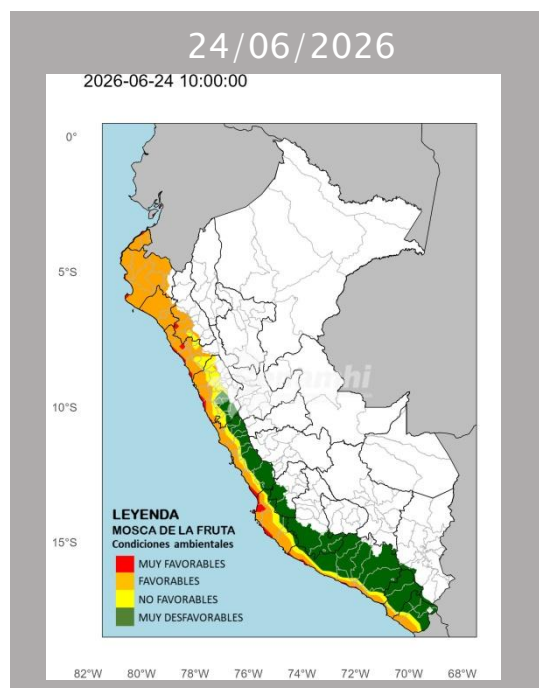 24/06/2026
2026-06-24 10:00:00
0°
5°S
10°S
15°S
LEYENDA
MOSCA DE LA FRUTA
Condiciones ambientales
MUY FAVORABLES
FAVORABLES
NO FAVORABLES
MUY DESFAVORABLES
82°W 80°W 78°W 76°W 74°W 72°W 70°W 68°W